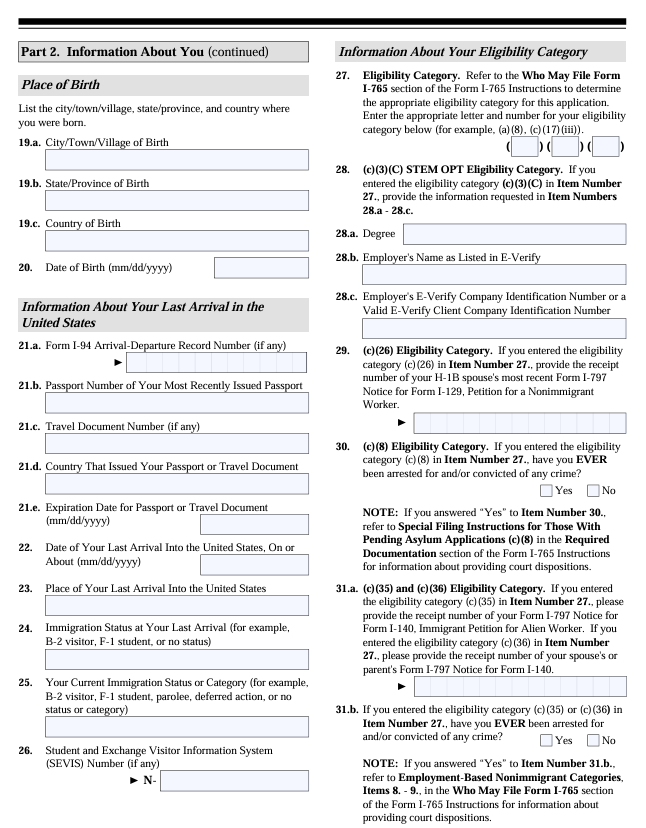 Part 2. Information About You (continued)
Place of Birth
List the city/town/village, state/province, and country where
you were born.
19.a. City/Town/Village of Birth
19.b. State/Province of Birth
19.c. Country of Birth
20. Date of Birth (mm/dd/yyyy)
Information About Your Last Arrival in the
United States
21.a. Form I-94 Arrival-Departure Record Number (if any)
►
21.b. Passport Number of Your Most Recently Issued Passport
21.c. Travel Document Number (if any)
21.d. Country That Issued Your Passport or Travel Document
21.e. Expiration Date for Passport or Travel Document
(mm/dd/yyyy)
22. Date of Your Last Arrival Into the United States, On or
About (mm/dd/yyyy)
23. Place of Your Last Arrival Into the United States
24. Immigration Status at Your Last Arrival (for example,
B-2 visitor, F-1 student, or no status)
25. Your Current Immigration Status or Category (for example,
B-2 visitor, F-1 student, parolee, deferred action, or no
status or category)
26. Student and Exchange Visitor Information System
(SEVIS) Number (if any)
► N-
Information About Your Eligibility Category
27. Eligibility Category. Refer to the Who May File Form
I-765 section of the Form I-765 Instructions to determine
the appropriate eligibility category for this application.
Enter the appropriate letter and number for your eligibility
category below (for example, (a)(8), (c)(17)(iii)).
( ) ( ) ( )
28. (c)(3)(C) STEM OPT Eligibility Category. If you
entered the eligibility category (c)(3)(C) in Item Number
27., provide the information requested in Item Numbers
28.a - 28.c.
28.a. Degree
28.b. Employer's Name as Listed in E-Verify
28.c. Employer's E-Verify Company Identification Number or a
Valid E-Verify Client Company Identification Number
29. (c)(26) Eligibility Category. If you entered the eligibility
category (c)(26) in Item Number 27., provide the receipt
number of your H-1B spouse's most recent Form I-797
Notice for Form I-129, Petition for a Nonimmigrant
Worker.
►
30. (c)(8) Eligibility Category. If you entered the eligibility
category (c)(8) in Item Number 27., have you EVER
been arrested for and/or convicted of any crime?
Yes No
NOTE: If you answered "Yes" to Item Number 30.,
refer to Special Filing Instructions for Those With
Pending Asylum Applications (c)(8) in the Required
Documentation section of the Form I-765 Instructions
for information about providing court dispositions.
31.a. (c)(35) and (c)(36) Eligibility Category. If you entered
the eligibility category (c)(35) in Item Number 27., please
provide the receipt number of your Form I-797 Notice for
Form I-140, Immigrant Petition for Alien Worker. If you
entered the eligibility category (c)(36) in Item Number
27., please provide the receipt number of your spouse's or
parent's Form I-797 Notice for Form I-140.
►
31.b. If you entered the eligibility category (c)(35) or (c)(36) in
Item Number 27., have you EVER been arrested for
and/or convicted of any crime? Yes No
NOTE: If you answered "Yes" to Item Number 31.b.,
refer to Employment-Based Nonimmigrant Categories,
Items 8. - 9., in the Who May File Form I-765 section
of the Form I-765 Instructions for information about
providing court dispositions.